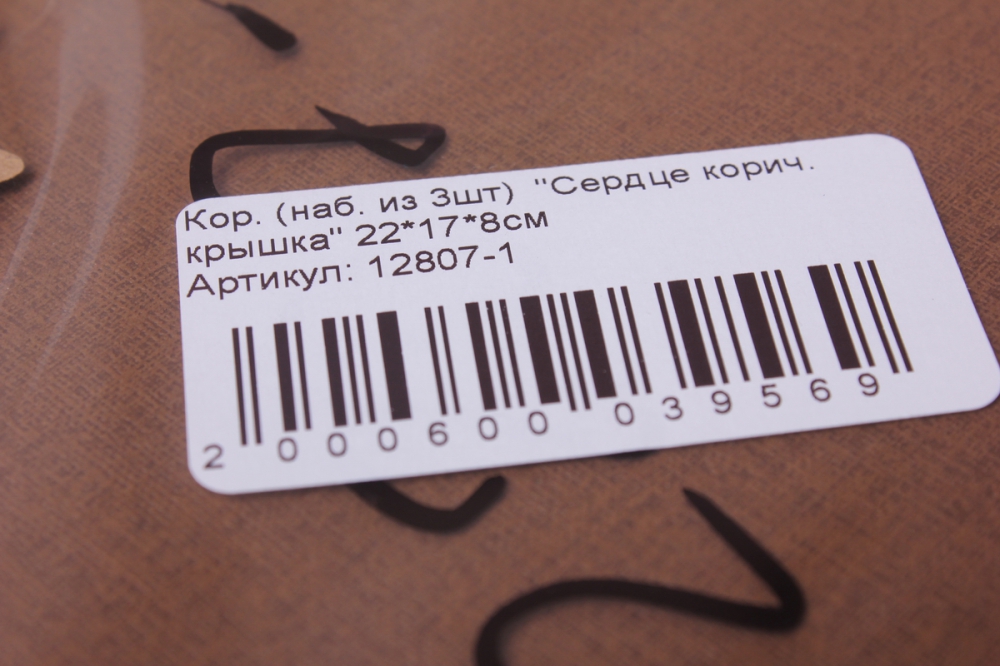 Кор. (наб. из 3шт) "Сердце корич.
крышка" 22*17*8см
Артикул: 12807-1
2 000600 039569